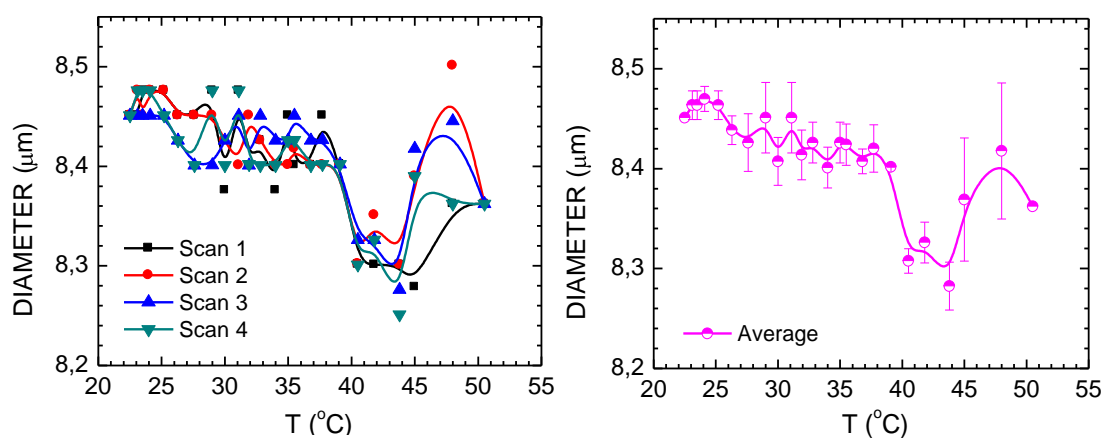 8,5
8,4
8,3
8,2
DIAMETER (μm)
Scan 1
Scan 2
Scan 3
Scan 4
20 25 30 35 40 45 50 55
T (°C)
8,5
8,4
8,3
8,2
DIAMETER (μm)
Average
20 25 30 35 40 45 50 55
T (°C)